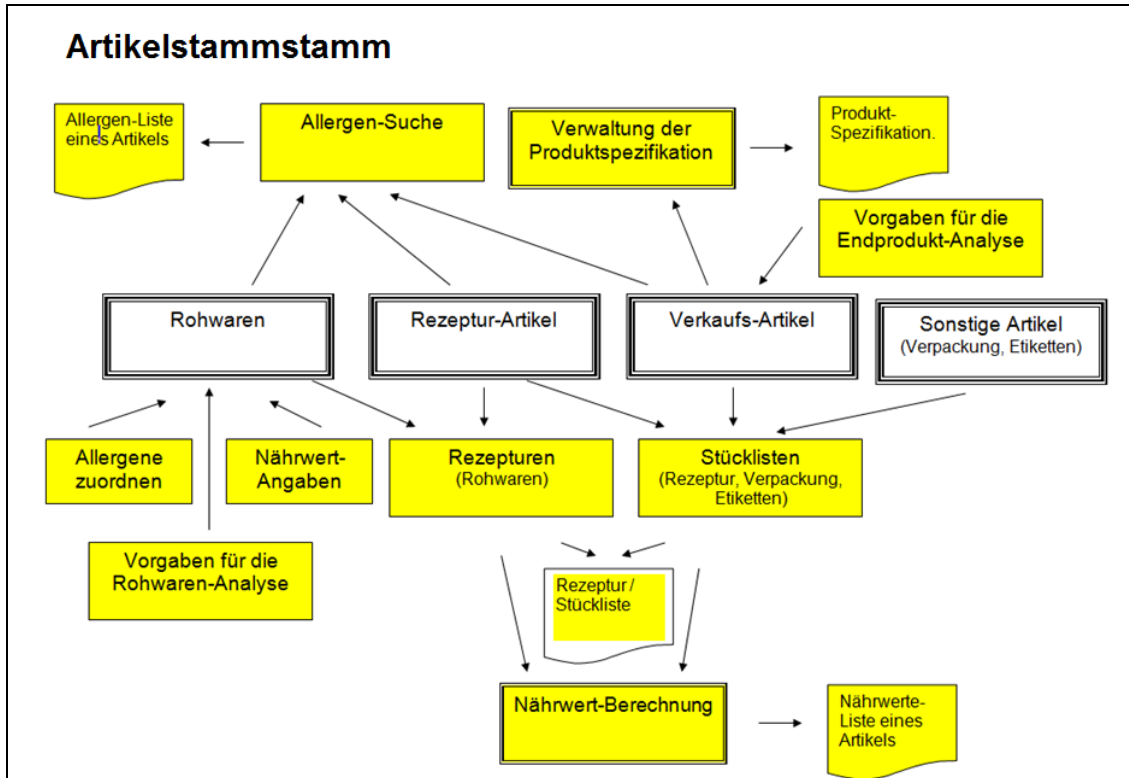 Artikelstammstamm
Allergen-Liste
eines Artikels
Allergen-Suche
Verwaltung der
Produktspezifikation
Produkt-
Spezifikation.
Vorgaben für die
Endprodukt-Analyse
Rohwaren
Rezeptur-Artikel
Verkaufs-Artikel
Sonstige Artikel
(Verpackung, Etiketten)
Allergene
zuordnen
Nährwert-
Angaben
Rezepturen
(Rohwaren)
Stücklisten
(Rezeptur, Verpackung,
Etiketten)
Vorgaben für die
Rohwaren-Analyse
Rezeptur /
Stückliste
Nährwert-Berechnung
Nährwerte-
Liste eines
Artikels